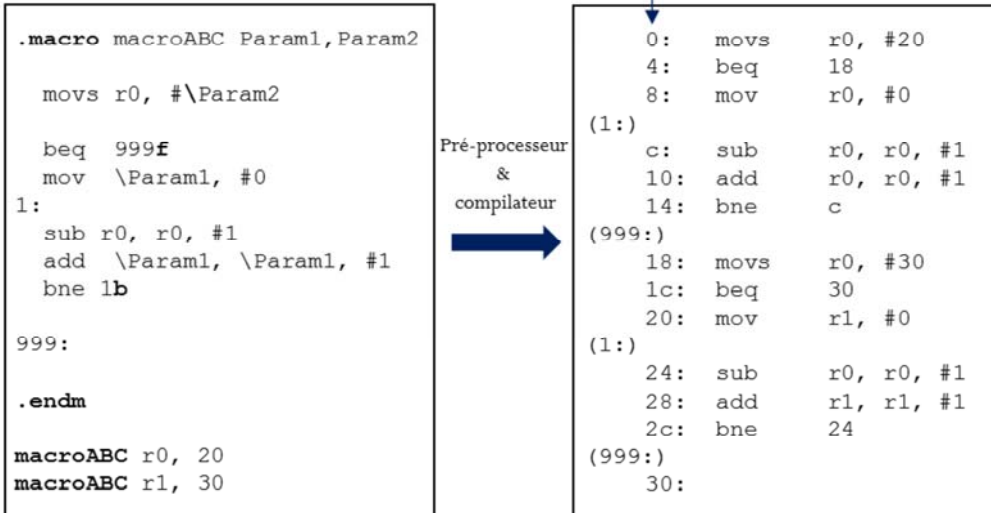 .macro macroABC Param1,Param2
movs r0, #\Param2
beq 999f
mov \Param1, #0
1:
sub r0, r0, #1
add \Param1, \Param1, #1
bne 1b
999:
.endm
macroABC r0, 20
macroABC r1, 30
Pré-processeur
&
compilateur
0: movs r0, #20
4: beq 18
8: mov r0, #0
(1:)
c: sub r0, r0, #1
10: add r0, r0, #1
14: bne c
(999:)
18: movs r0, #30
1c: beq 30
20: mov r1, #0
(1:)
24: sub r0, r0, #1
28: add r1, r1, #1
2c: bne 24
(999:)
30: